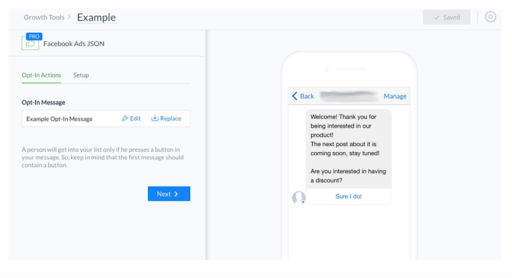 Growth Tools > Example
✓ Saved
PRO
Facebook Ads JSON
Opt-In Actions Setup
Opt-In Message
Example Opt-In Message Edit Replace
A person will get into your list only if he presses a button in
your message. So, keep in mind that the first message should
contain a button.
Next >
< Back Manage
Welcome! Thank you for
being interested in our
product!
The next post about it is
coming soon, stay tuned!
Are you interested in having
a discount?
Sure I do!